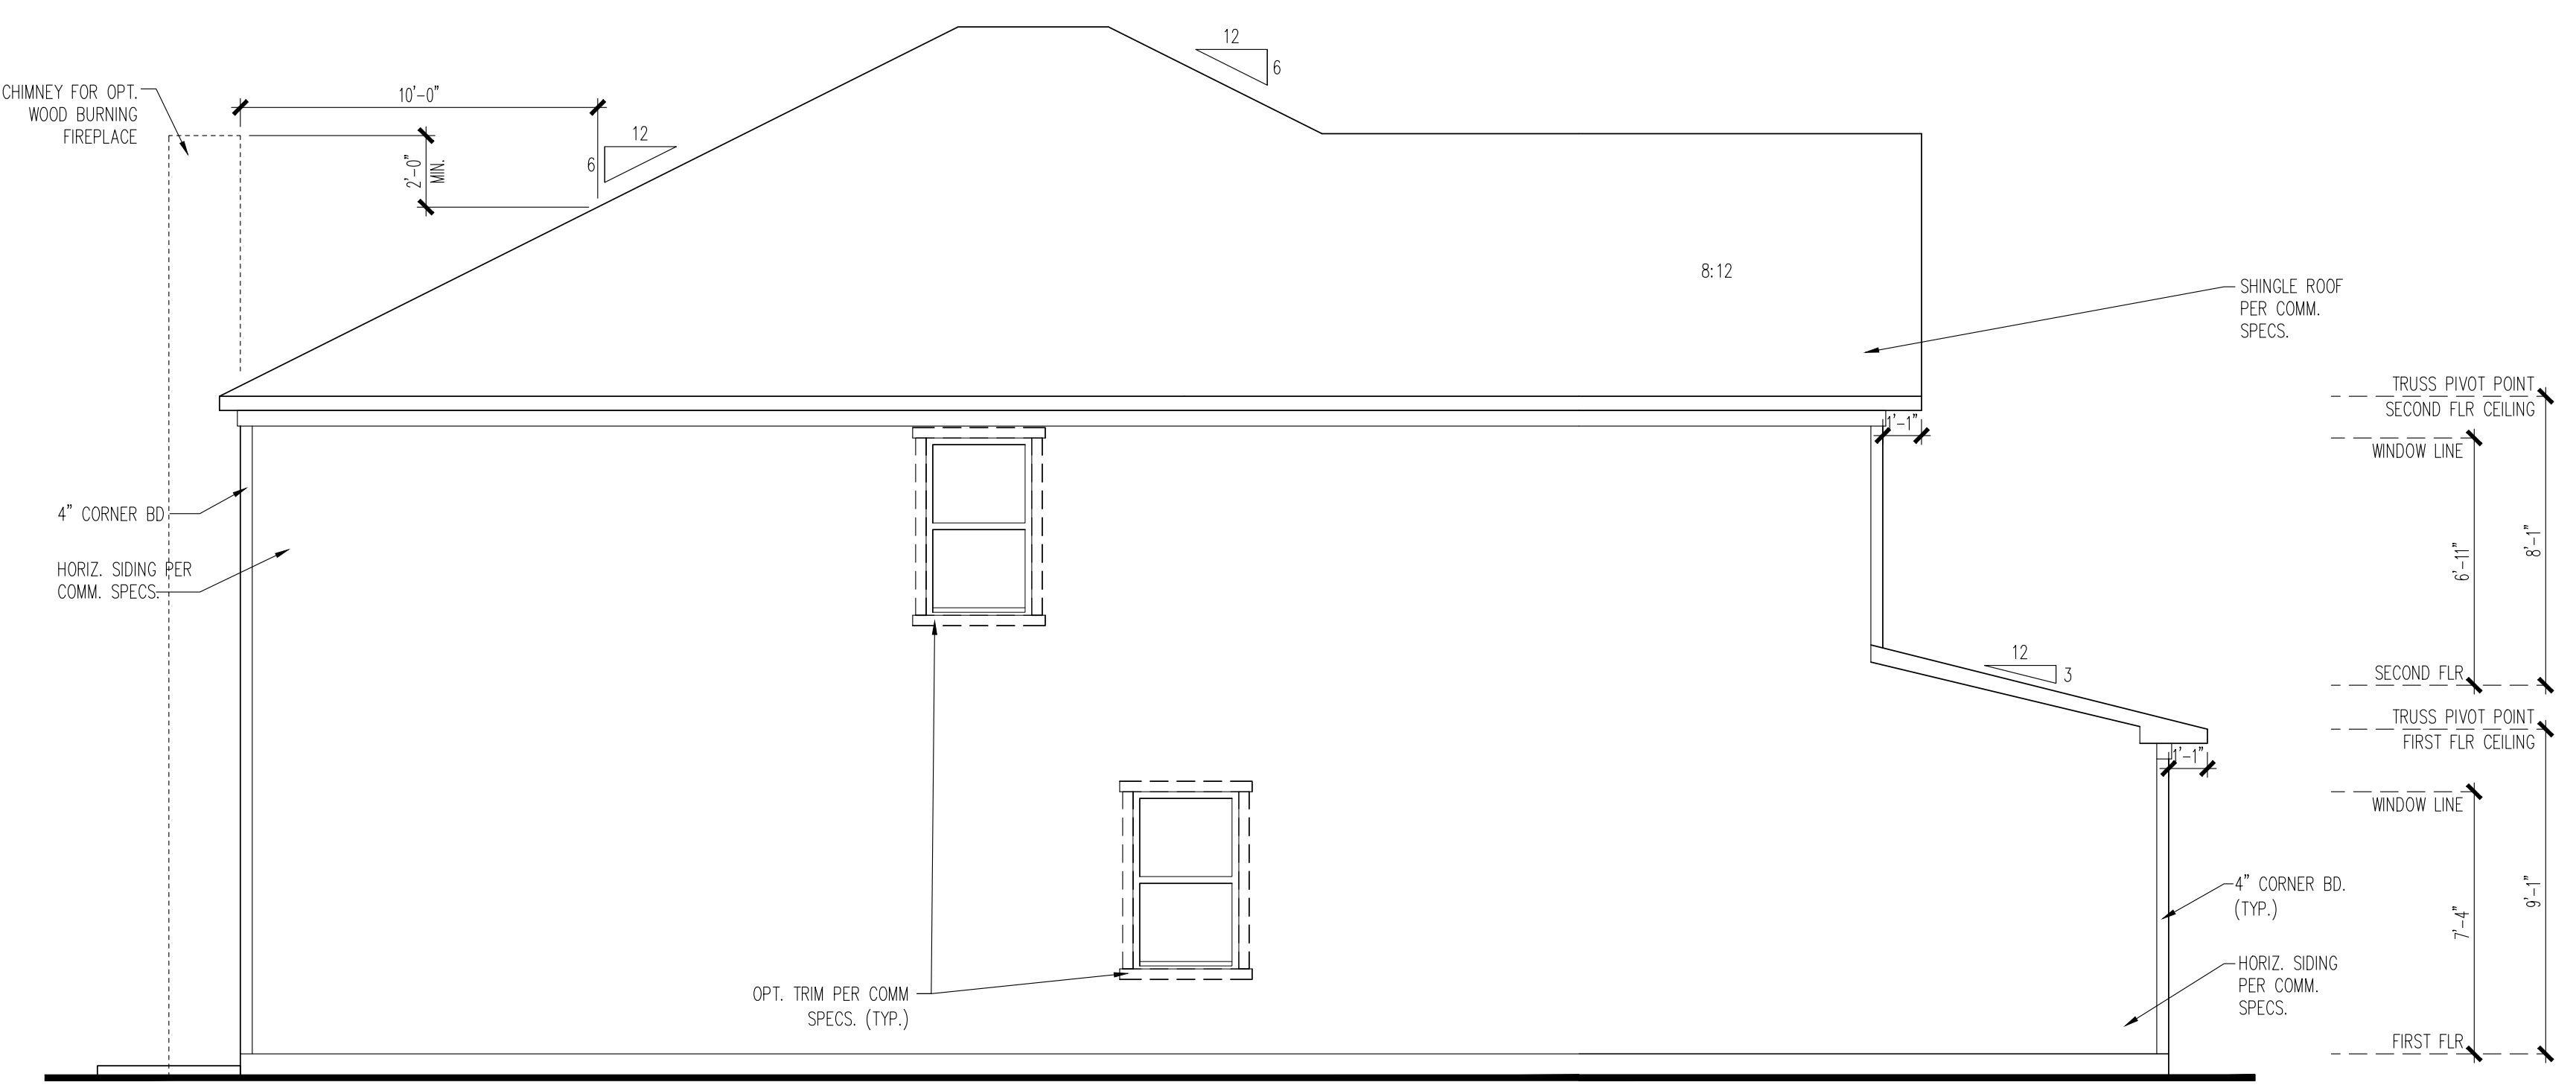 12
6
CHIMNEY FOR OPT.
WOOD BURNING
FIREPLACE
10'-0"
2'-0"
MIN.
12
6
8:12
SHINGLE ROOF
PER COMM.
SPECS.
TRUSS PIVOT POINT
SECOND FLR CEILING
1'-1"
WINDOW LINE
4" CORNER BD
HORIZ. SIDING PER
COMM. SPECS.
6'-11"
8'-1"
12
3
SECOND FLR
TRUSS PIVOT POINT
FIRST FLR CEILING
1'-1"
WINDOW LINE
4" CORNER BD.
(TYP.)
7'-4"
9'-1"
HORIZ. SIDING
PER COMM.
SPECS.
OPT. TRIM PER COMM
SPECS. (TYP.)
FIRST FLR